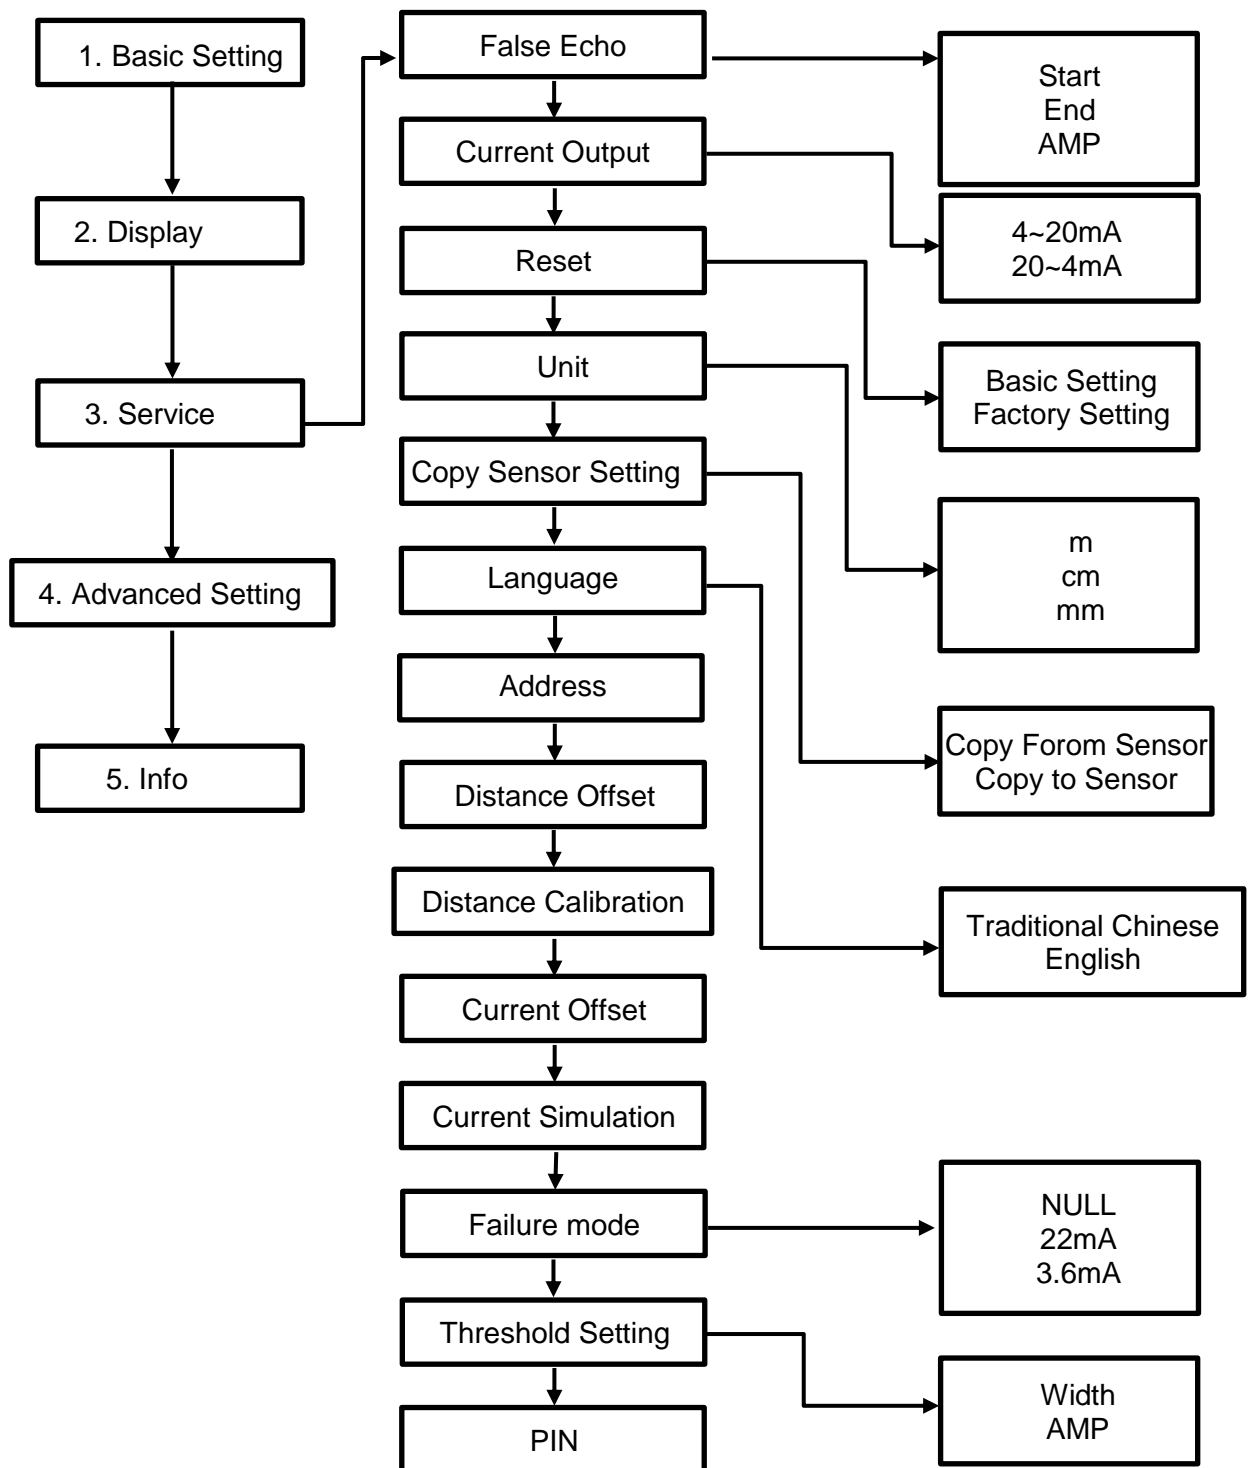 1. Basic Setting
2. Display
3. Service
4. Advanced Setting
5. Info
False Echo
Current Output
Reset
Unit
Copy Sensor Setting
Language
Address
Distance Offset
Distance Calibration
Current Offset
Current Simulation
Failure mode
Threshold Setting
PIN
Start
End
AMP
4~20mA
20~4mA
Basic Setting
Factory Setting
m
cm
mm
Copy Forom Sensor
Copy to Sensor
Traditional Chinese
English
NULL
22mA
3.6mA
Width
AMP